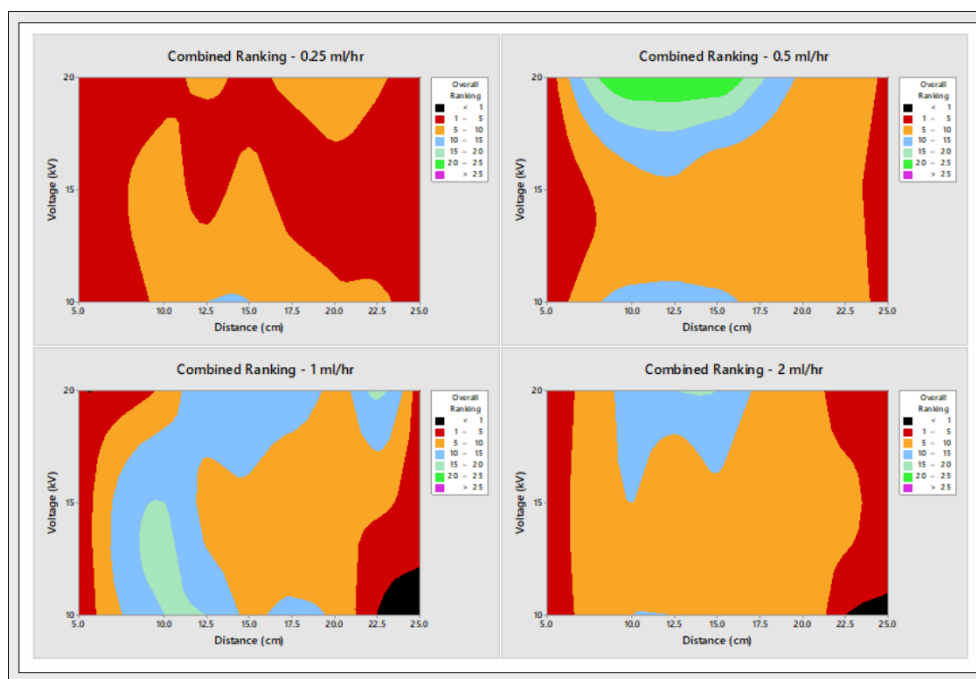 Combined Ranking - 0.25 ml/hr
20
15
10
Voltage (kV)
5.0 7.5 10.0 12.5 15.0 17.5 20.0 22.5 25.0
Distance (cm)
Overall
Ranking
< 1
1 – 5
5 – 10
10 – 15
15 – 20
20 – 25
> 25
Combined Ranking - 0.5 ml/hr
20
15
10
Voltage (kV)
5.0 7.5 10.0 12.5 15.0 17.5 20.0 22.5 25.0
Distance (cm)
Overall
Ranking
< 1
1 – 5
5 – 10
10 – 15
15 – 20
20 – 25
> 25
Combined Ranking - 1 ml/hr
20
15
10
Voltage (kV)
5.0 7.5 10.0 12.5 15.0 17.5 20.0 22.5 25.0
Distance (cm)
Overall
Ranking
< 1
1 – 5
5 – 10
10 – 15
15 – 20
20 – 25
> 25
Combined Ranking - 2 ml/hr
20
15
10
Voltage (kV)
5.0 7.5 10.0 12.5 15.0 17.5 20.0 22.5 25.0
Distance (cm)
Overall
Ranking
< 1
1 – 5
5 – 10
10 – 15
15 – 20
20 – 25
> 25